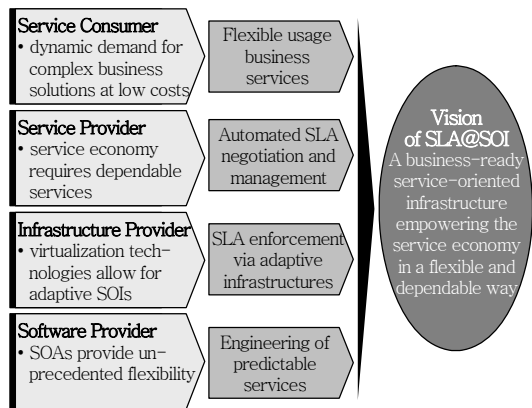 Service Consumer
• dynamic demand for
complex business
solutions at low costs
Flexible usage
business
services
Service Provider
• service economy
requires dependable
services
Automated SLA
negotiation and
management
Infrastructure Provider
• virtualization tech-
nologies allow for
adaptive SOIs
SLA enforcement
via adaptive
infrastructures
Software Provider
• SOAs provide un-
precedented flexibility
Engineering of
predictable
services
Vision
of SLA@SOI
A business-ready
service-oriented
infrastructure
empowering the
service economy
in a flexible and
dependable way